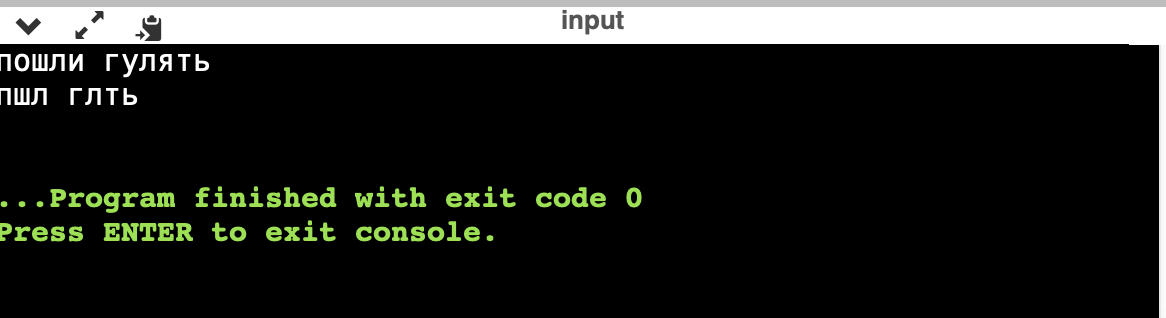 input
пошли гулять
пшл глть
...Program finished with exit code 0
Press ENTER to exit console.